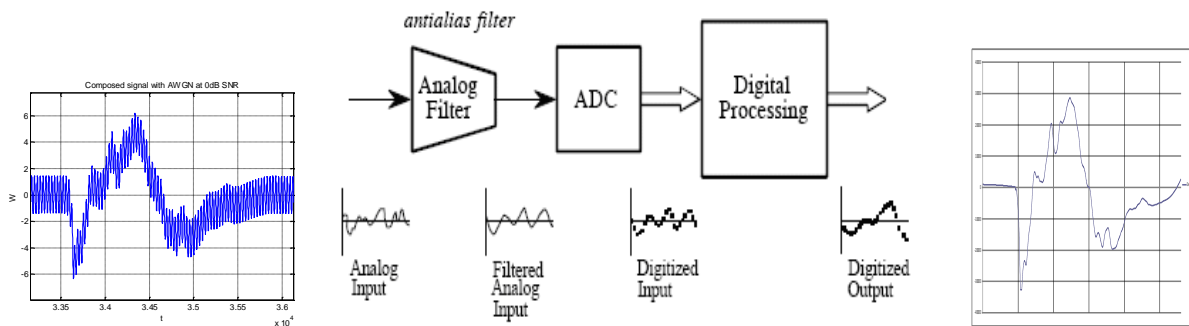 antialias filter
Composed signal with AWGN at 0dB SNR
W
6
4
2
0
-2
-4
-6
3.35
3.4
3.45
3.5
3.55
3.6
t
x 10^4
Analog
Filter
ADC
Digital
Processing
Analog
Input
Filtered
Analog
Input
Digitized
Input
Digitized
Output